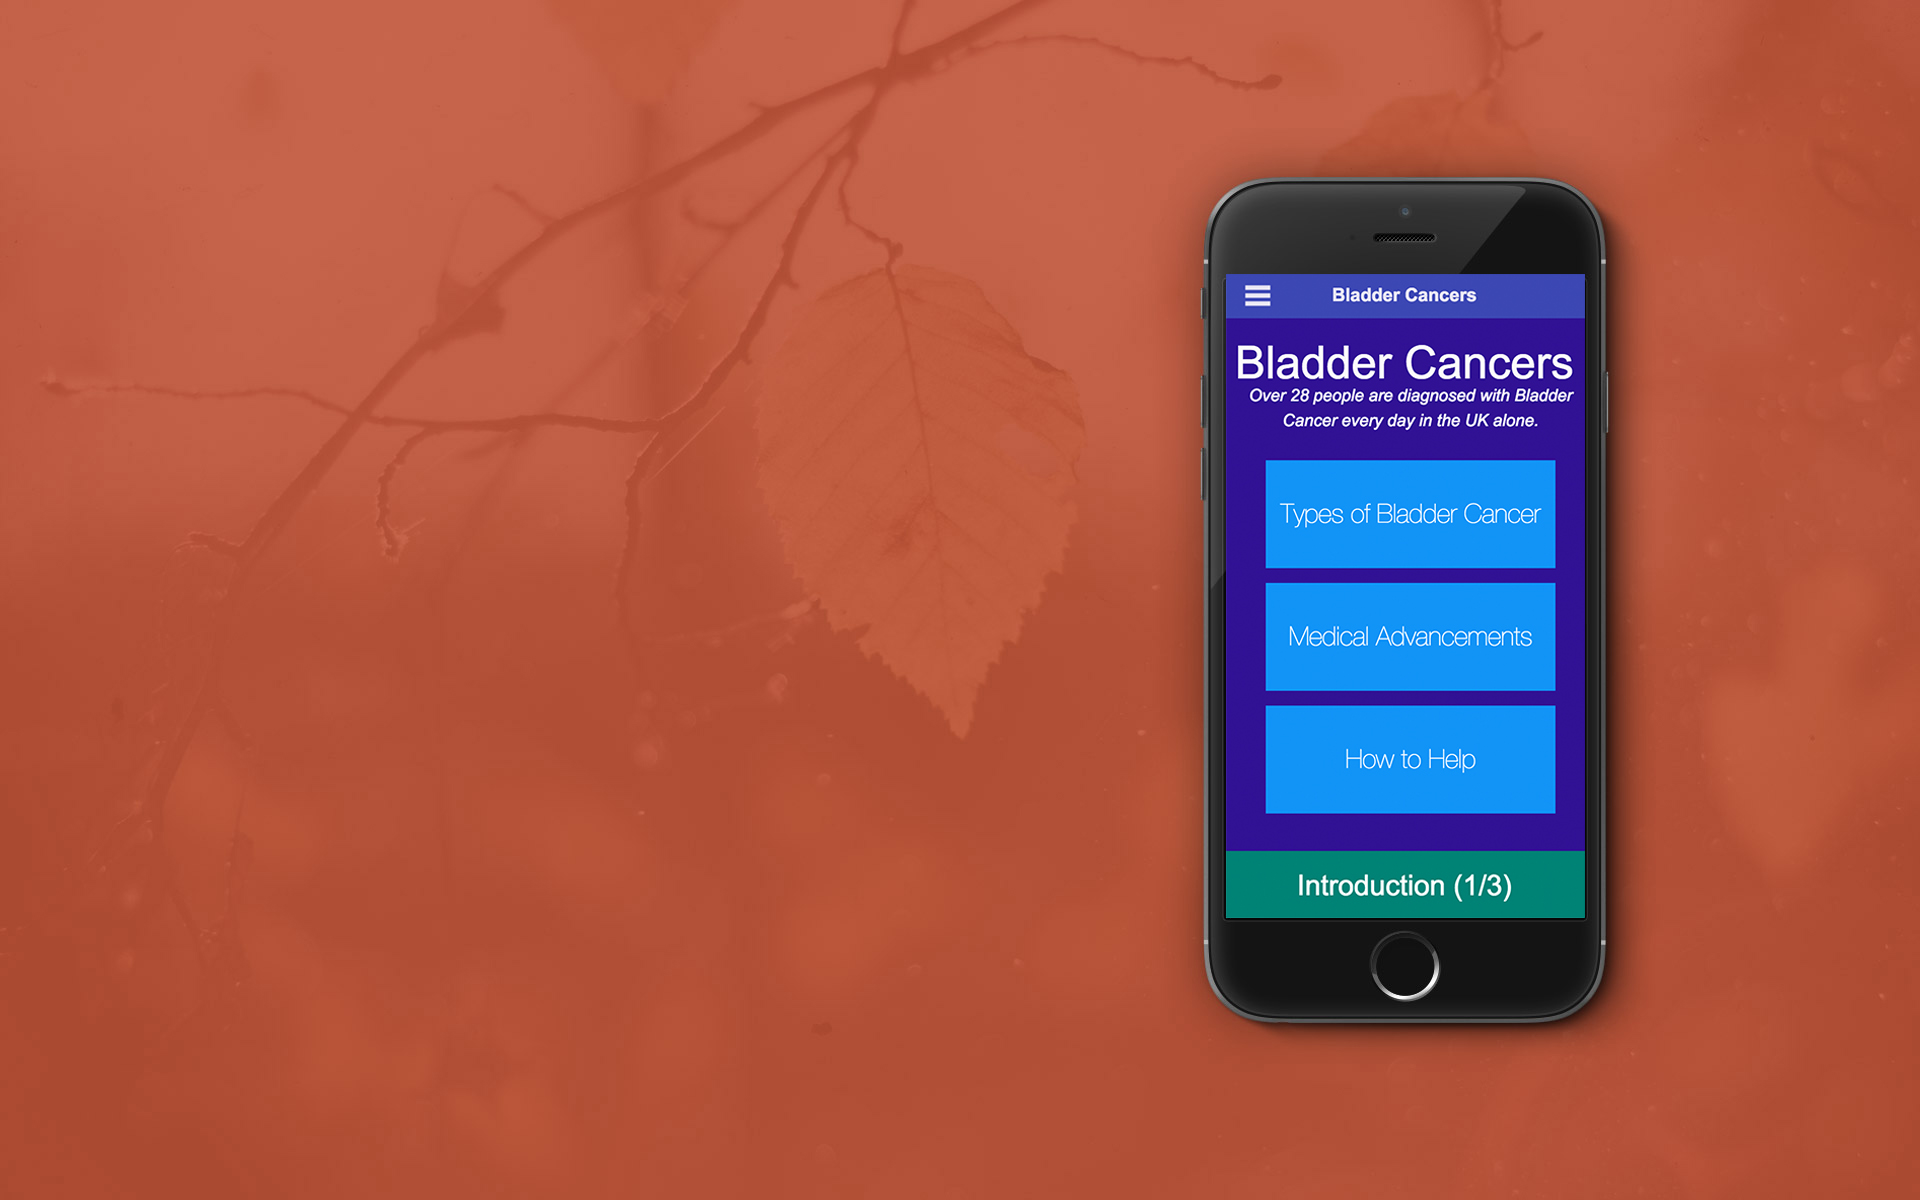 Bladder Cancers
Bladder Cancers
Over 28 people are diagnosed with Bladder
Cancer every day in the UK alone.
Types of Bladder Cancer
Medical Advancements
How to Help
Introduction (1/3)